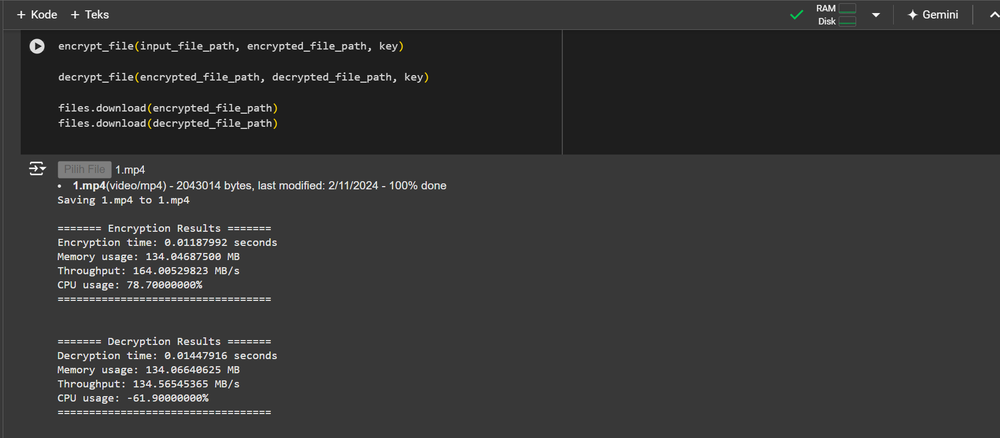 + Kode + Teks
RAM
Disk
Gemini
encrypt_file(input_file_path, encrypted_file_path, key)
decrypt_file(encrypted_file_path, decrypted_file_path, key)
files.download(encrypted_file_path)
files.download(decrypted_file_path)
Pilih File 1.mp4
• 1.mp4(video/mp4) - 2043014 bytes, last modified: 2/11/2024 - 100% done
Saving 1.mp4 to 1.mp4
======= Encryption Results =======
Encryption time: 0.01187992 seconds
Memory usage: 134.04687500 MB
Throughput: 164.00529823 MB/s
CPU usage: 78.70000000%
==================================
======= Decryption Results =======
Decryption time: 0.01447916 seconds
Memory usage: 134.06640625 MB
Throughput: 134.56545365 MB/s
CPU usage: -61.90000000%
==================================